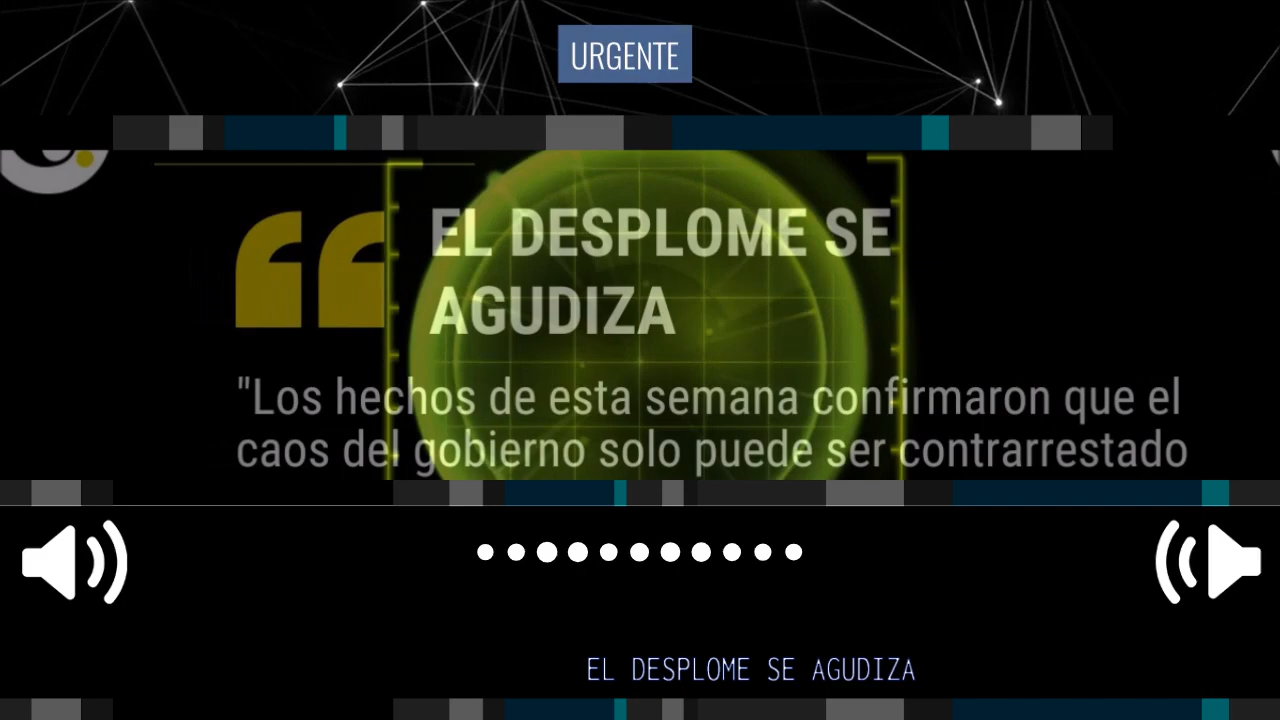 URGENTE
EL DESPLOME SE
AGUDIZA
"Los hechos de esta semana confirmaron que el
caos del gobierno solo puede ser contrarrestado
EL DESPLOME SE AGUDIZA